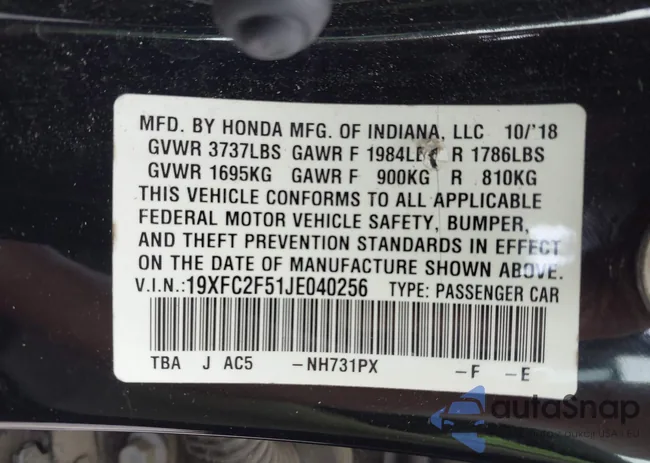 MFD. BY HONDA MFG. OF INDIANA, LLC 10/'18
GVWR 3737LBS GAWR F 1984LBS R 1786LBS
GVWR 1695KG GAWR F 900KG R 810KG
THIS VEHICLE CONFORMS TO ALL APPLICABLE
FEDERAL MOTOR VEHICLE SAFETY, BUMPER,
AND THEFT PREVENTION STANDARDS IN EFFECT
ON THE DATE OF MANUFACTURE SHOWN ABOVE.
V.I.N.:19XFC2F51JE040256 TYPE: PASSENGER CAR
TBA J AC5 -NH731PX -F -E
autoSnap